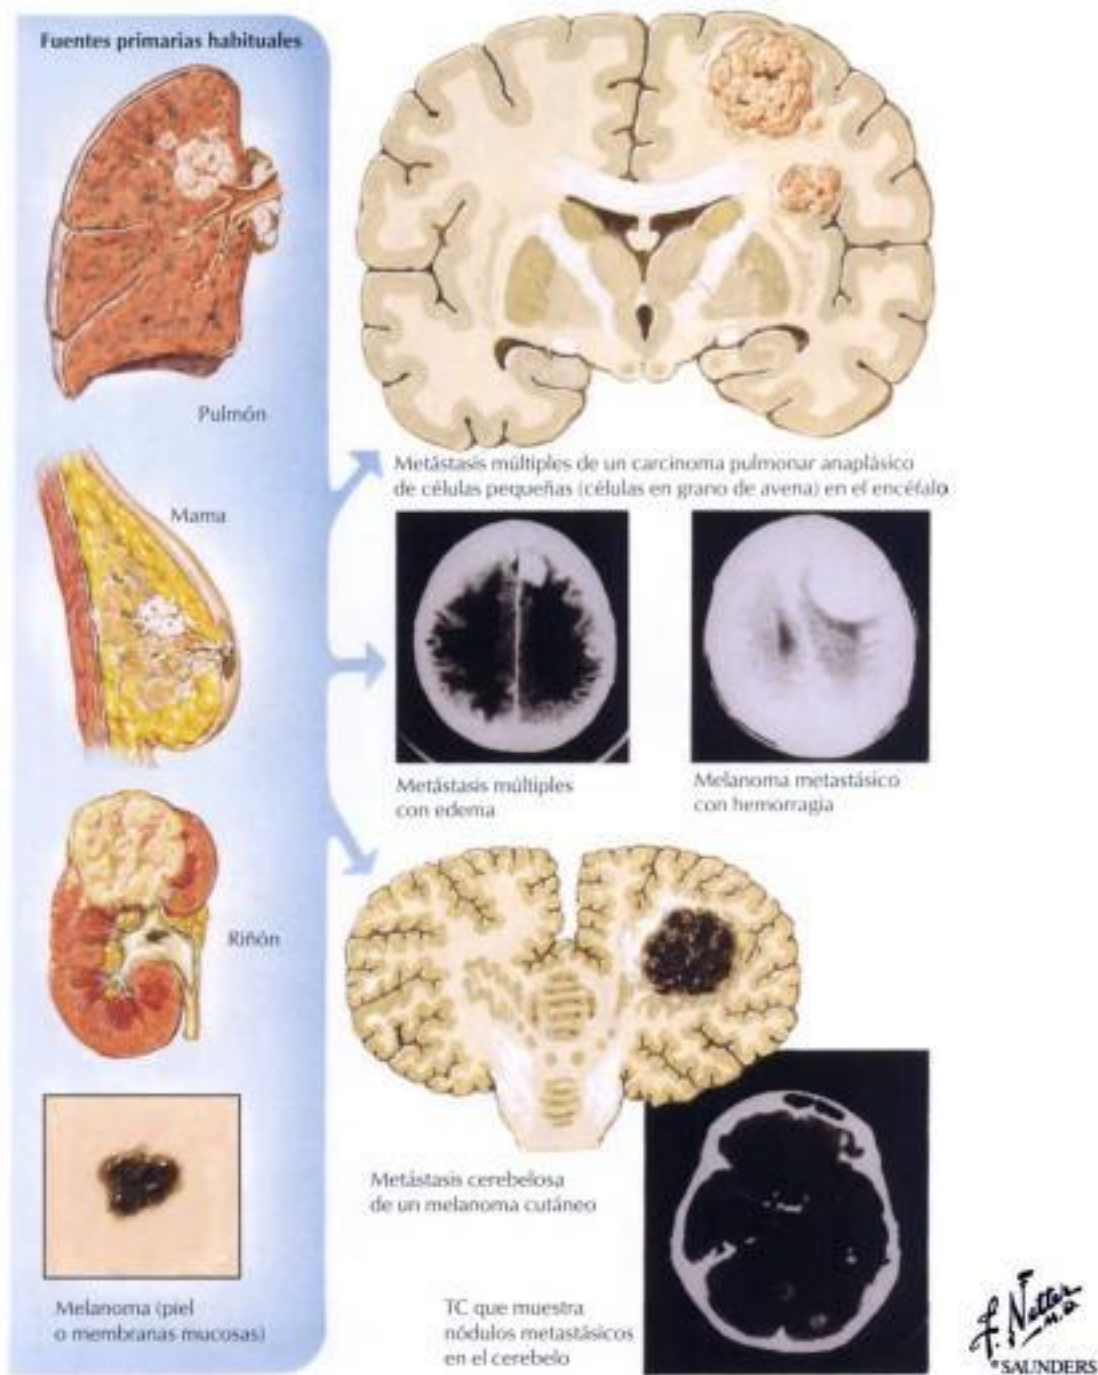 Fuentes primarias habituales
Pulmón
Mama
Riñón
Melanoma (piel
o membranas mucosas)
Metástasis múltiples de un carcinoma pulmonar anaplásico
de células pequeñas (células en grano de avena) en el encéfalo
Metástasis múltiples
con edema
Melanoma metastásico
con hemorragia
Metástasis cerebelosa
de un melanoma cutáneo
TC que muestra
nódulos metastásicos
en el cerebelo
F. Netter
M.D.
© SAUNDERS